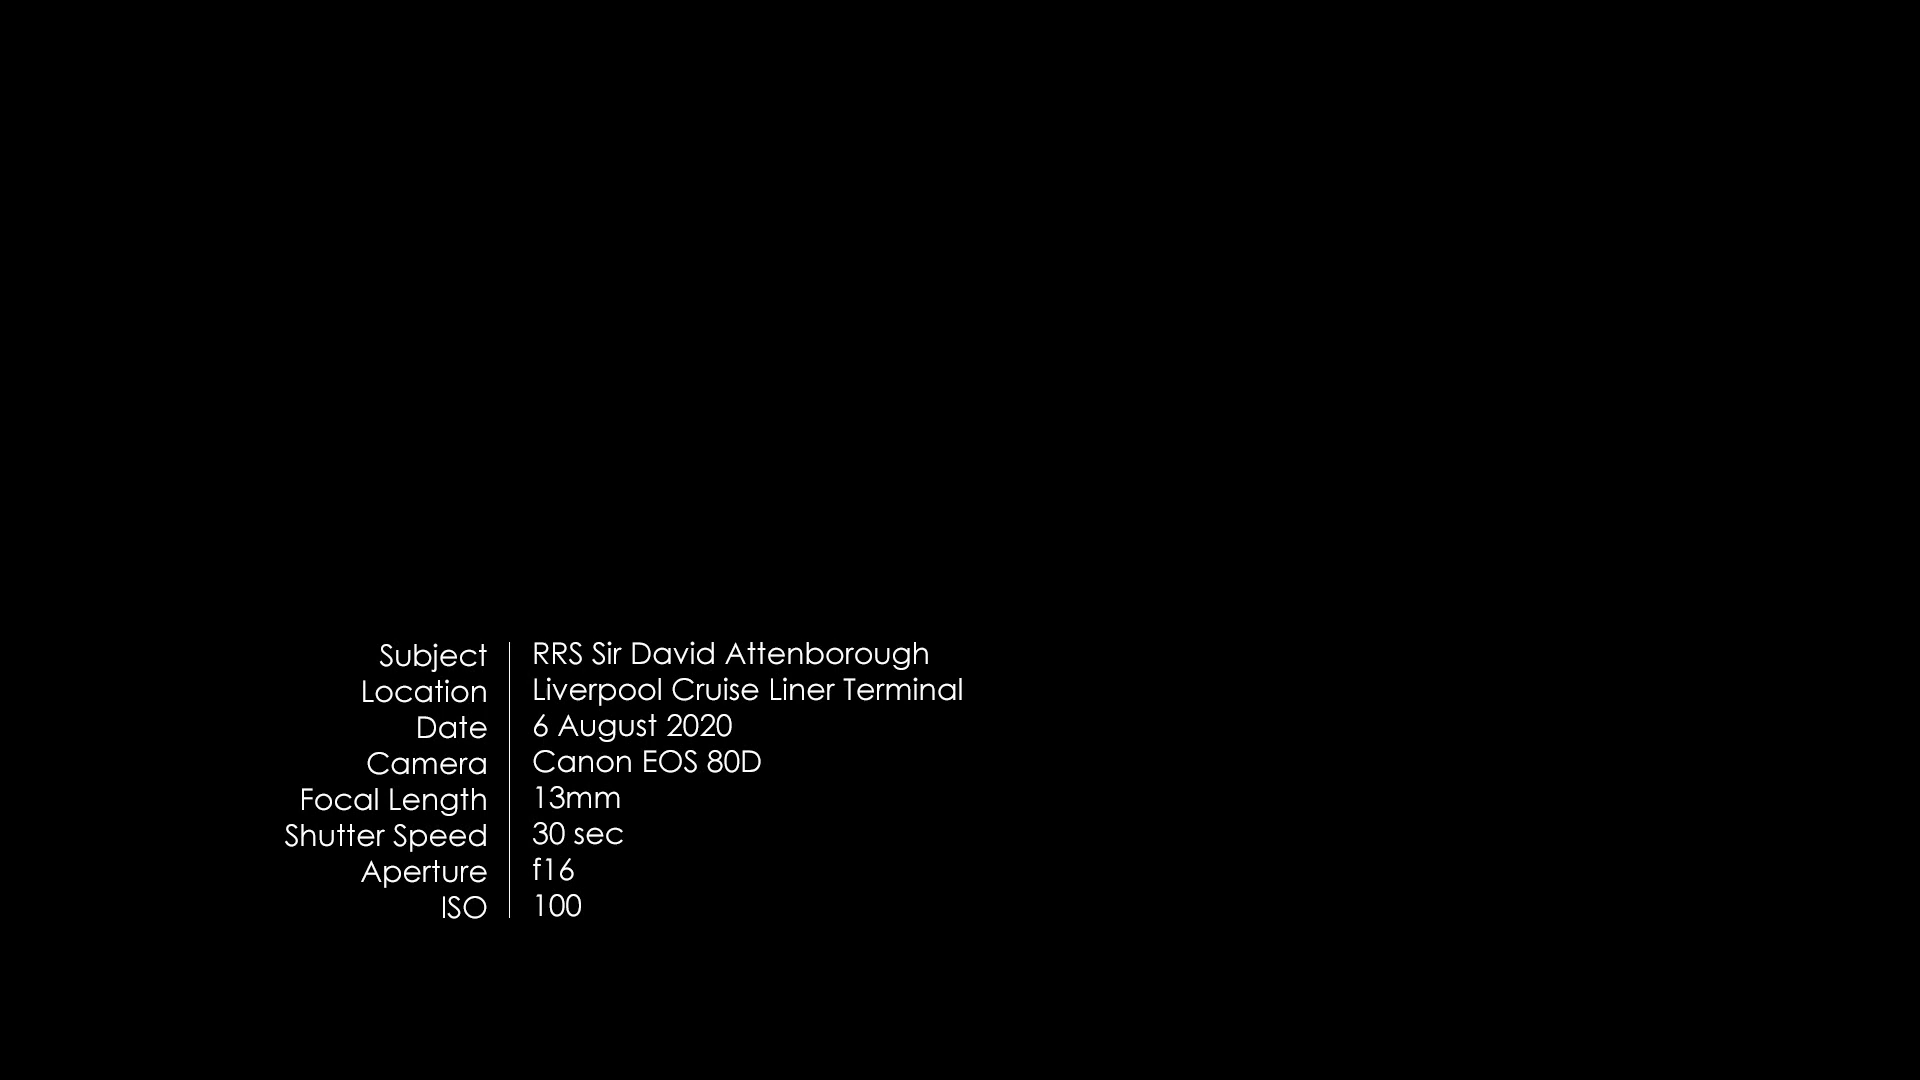 Subject RRS Sir David Attenborough
Location Liverpool Cruise Liner Terminal
Date 6 August 2020
Camera Canon EOS 80D
Focal Length 13mm
Shutter Speed 30 sec
Aperture f16
ISO 100